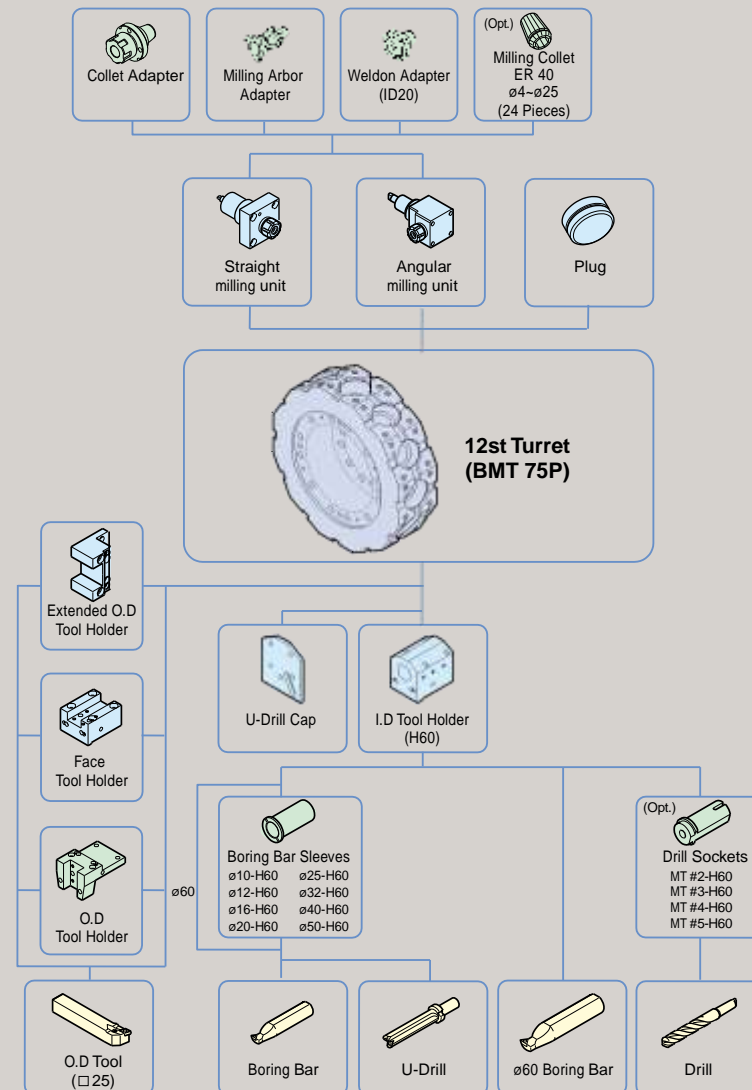 Collet Adapter
Milling Arbor
Adapter
Weldon Adapter
(ID20)
(Opt.)
Milling Collet
ER 40
ø4~ø25
(24 Pieces)
Straight
milling unit
Angular
milling unit
Plug
12st Turret
(BMT 75P)
Extended O.D
Tool Holder
U-Drill Cap
I.D Tool Holder
(H60)
Face
Tool Holder
O.D
Tool Holder
ø60
Boring Bar Sleeves
ø10-H60 ø25-H60
ø12-H60 ø32-H60
ø16-H60 ø40-H60
ø20-H60 ø50-H60
(Opt.)
Drill Sockets
MT #2-H60
MT #3-H60
MT #4-H60
MT #5-H60
O.D Tool
(□25)
Boring Bar
U-Drill
ø60 Boring Bar
Drill